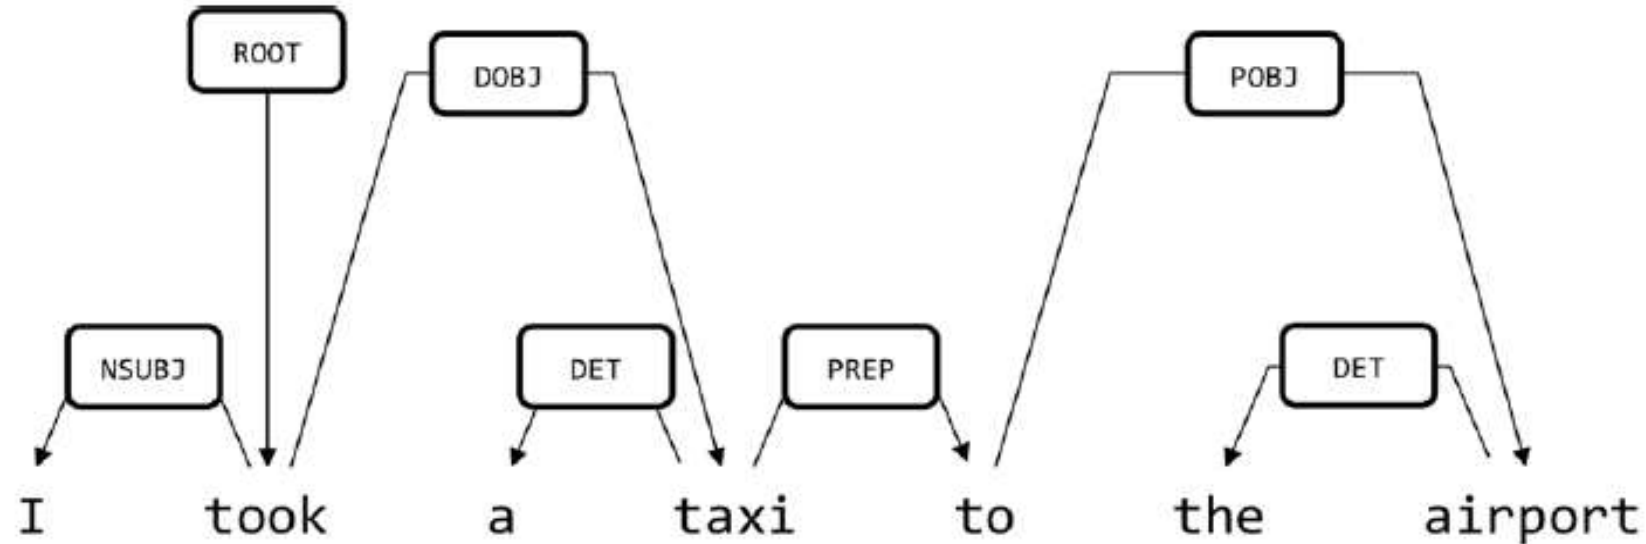 ROOT
DOBJ
POBJ
NSUBJ
DET
PREP
DET
I took a taxi to the airport